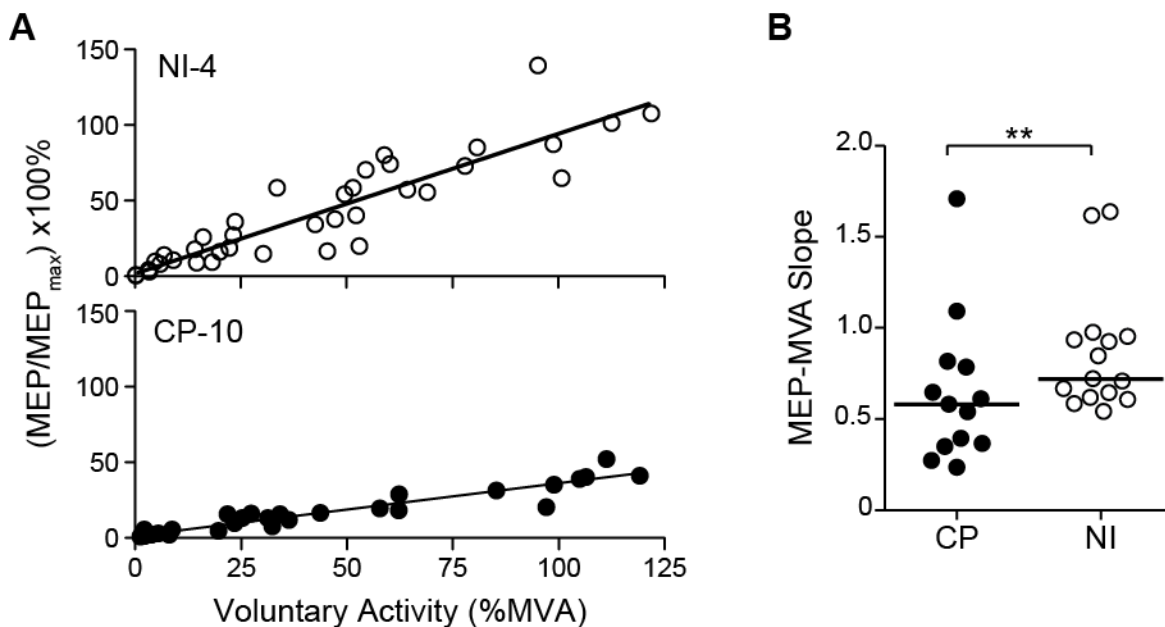 A
(MEP/MEPmax) x100%
150
100
50
0
NI-4
150
100
50
0
CP-10
0
25
50
75
100
125
Voluntary Activity (%MVA)
B
MEP-MVA Slope
2.0
1.5
1.0
0.5
0
**
CP
NI